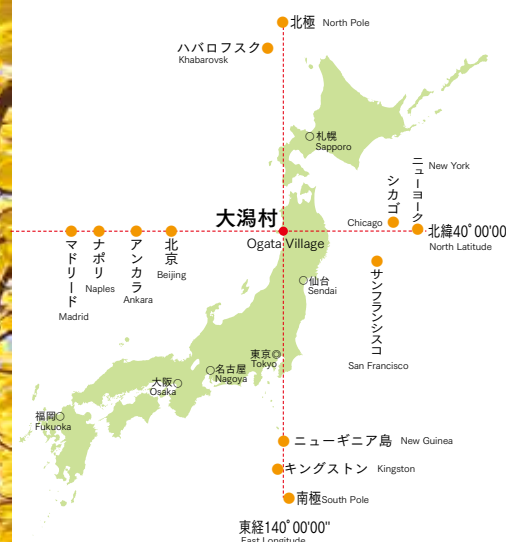 北極 North Pole
ハバロフスク
Khabarovsk
札幌
Sapporo
ニューヨーク
New York
シカゴ
Chicago
大潟村
Ogata Village
北緯40°00'00
North Latitude
マドリード
Madrid
ナポリ
Naples
アンカラ
Ankara
北京
Beijing
サンフランシスコ
San Francisco
仙台
Sendai
東京
Tokyo
名古屋
Nagoya
大阪
Osaka
福岡
Fukuoka
ニューギニア島 New Guinea
キングストン Kingston
南極 South Pole
東経140°00'00"
East Longitude